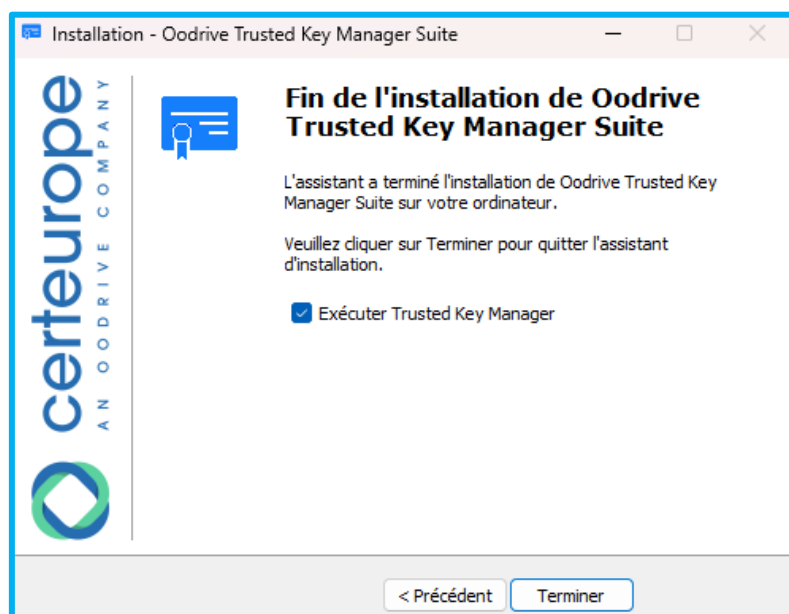 Installation - Oodrive Trusted Key Manager Suite
certeurope
AN OODRIVE COMPANY
Fin de l'installation de Oodrive
Trusted Key Manager Suite
L'assistant a terminé l'installation de Oodrive Trusted Key
Manager Suite sur votre ordinateur.
Veuillez cliquer sur Terminer pour quitter l'assistant
d'installation.
Exécuter Trusted Key Manager
< Précédent
Terminer